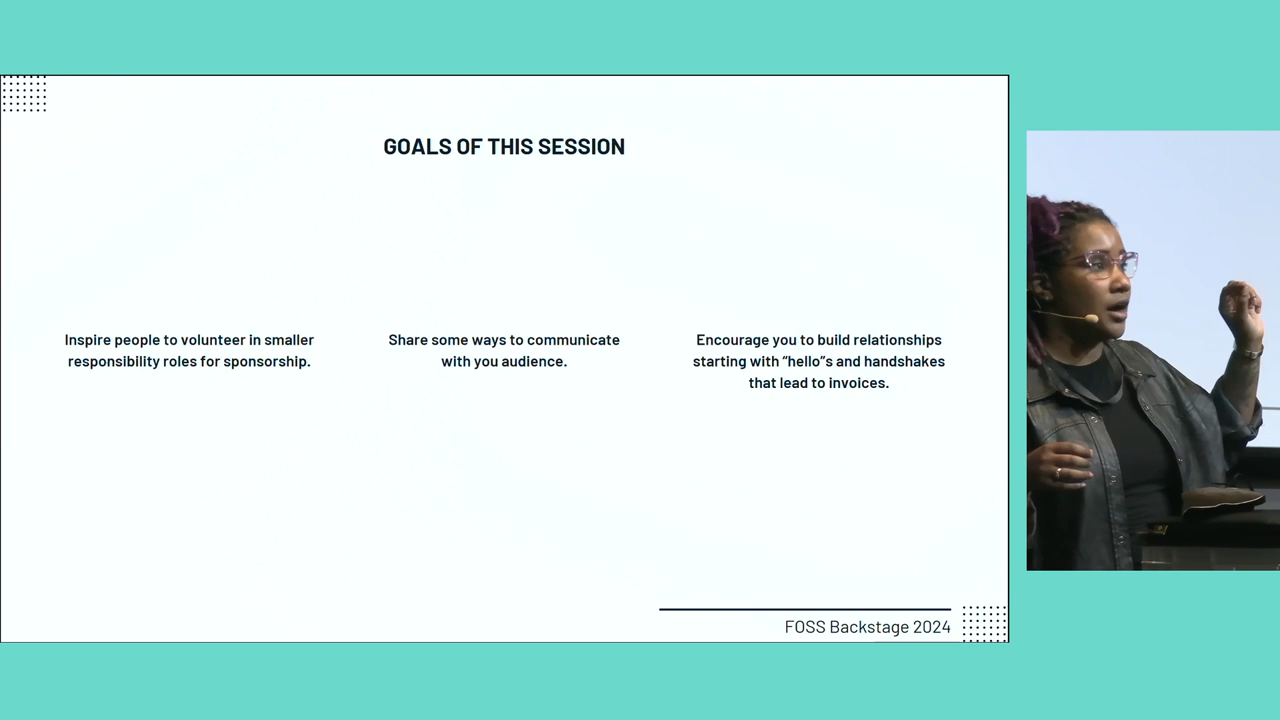 GOALS OF THIS SESSION
Inspire people to volunteer in smaller
responsibility roles for sponsorship.
Share some ways to communicate
with you audience.
Encourage you to build relationships
starting with “hello”s and handshakes
that lead to invoices.
FOSS Backstage 2024